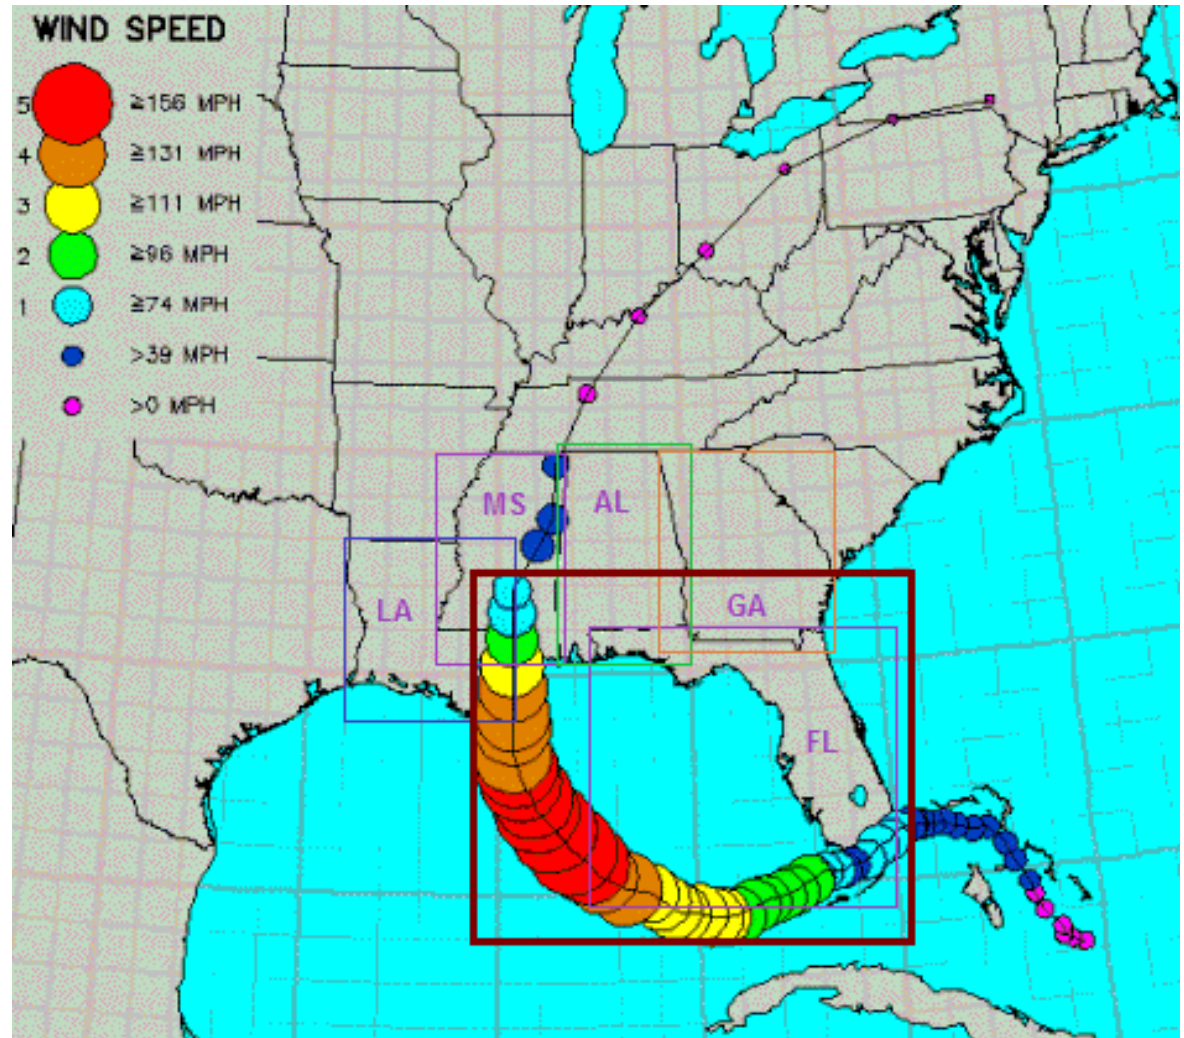 WIND SPEED
5 ≥156 MPH
4 ≥131 MPH
3 ≥111 MPH
2 ≥96 MPH
1 ≥74 MPH
>39 MPH
>0 MPH
MS AL
LA GA
FL